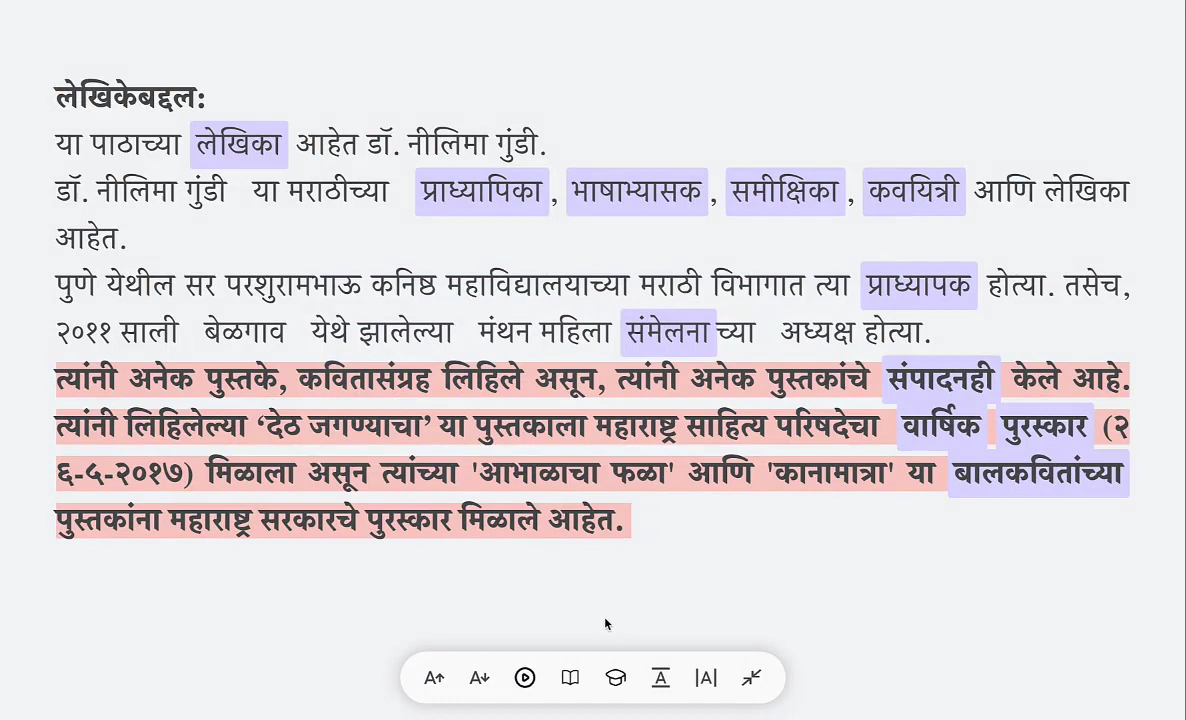 लेखिकेबद्दल:
या पाठाच्या लेखिका आहेत डॉ. नीलिमा गुंडी.
डॉ. नीलिमा गुंडी या मराठीच्या प्राध्यापिका, भाषाभ्यासक, समीक्षिका, कवयित्री आणि लेखिका
आहेत.
पुणे येथील सर परशुरामभाऊ कनिष्ठ महाविद्यालयाच्या मराठी विभागात त्या प्राध्यापक होत्या. तसेच,
२०११ साली बेळगाव येथे झालेल्या मंथन महिला संमेलनाच्या अध्यक्ष होत्या.
त्यांनी अनेक पुस्तके, कवितासंग्रह लिहिले असून, त्यांनी अनेक पुस्तकांचे संपादनही केले आहे.
त्यांनी लिहिलेल्या ‘देठ जगण्याचा’ या पुस्तकाला महाराष्ट्र साहित्य परिषदेचा वार्षिक पुरस्कार (२
६-५-२०१७) मिळाला असून त्यांच्या 'आभाळाचा फळा' आणि 'कानामात्रा' या बालकवितांच्या
पुस्तकांना महाराष्ट्र सरकारचे पुरस्कार मिळाले आहेत.
A A A |A|